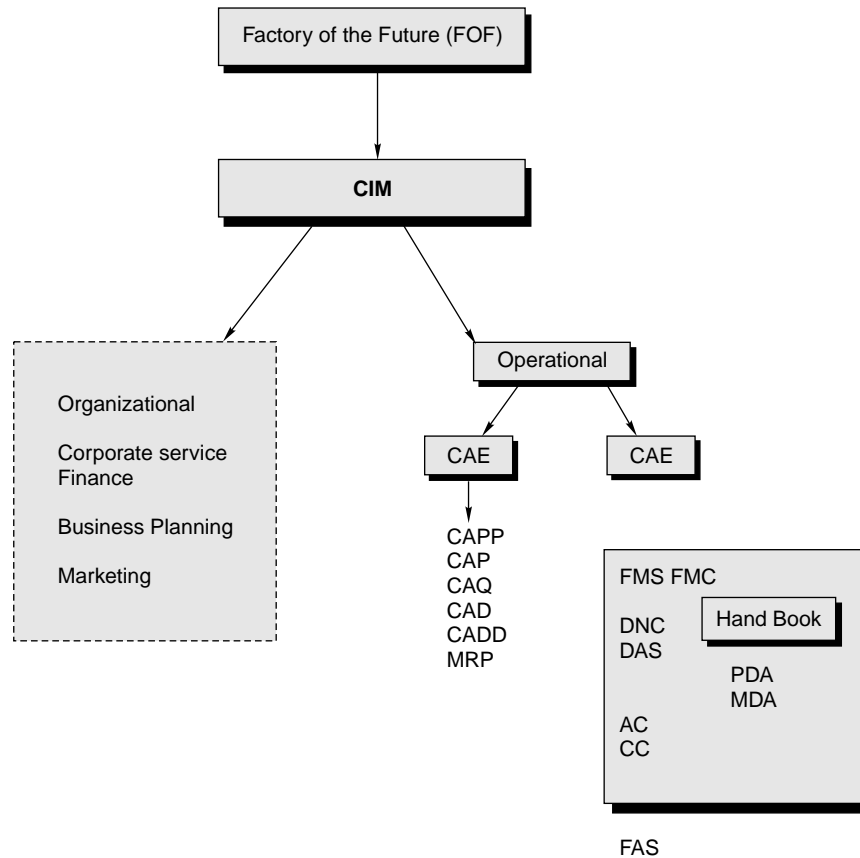 Factory of the Future (FOF)
CIM
Organizational
Corporate service
Finance
Business Planning
Marketing
Operational
CAE
CAE
CAPP
CAP
CAQ
CAD
CADD
MRP
FMS FMC
Hand Book
DNC
DAS
PDA
MDA
AC
CC
FAS